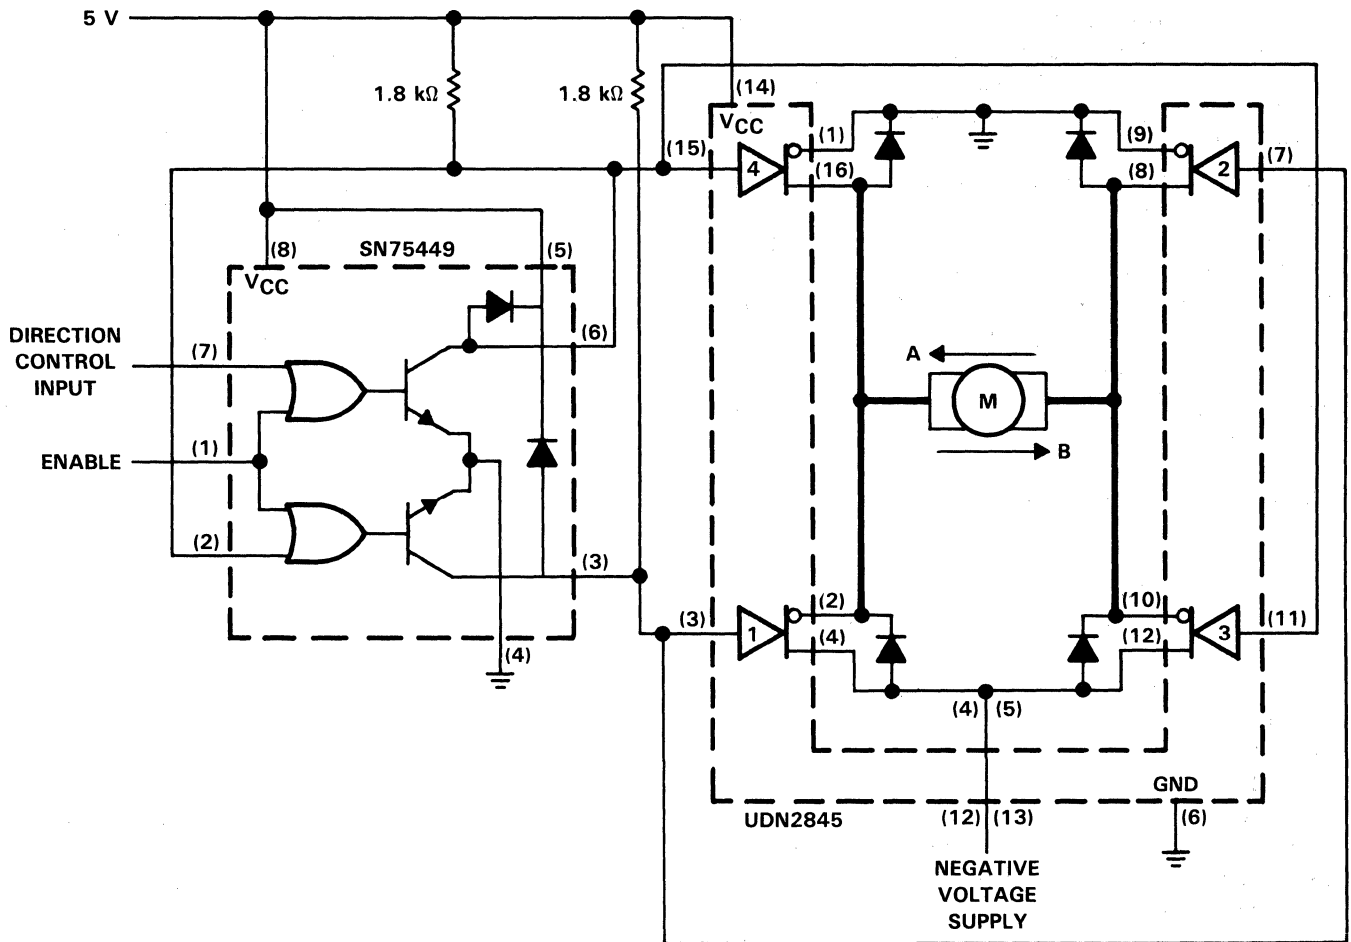 5 V
1.8 kΩ
1.8 kΩ
(14)
VCC
(15)
4
(1)
(16)
(9)
(8)
2
(7)
SN75449
(8)
VCC
(5)
(6)
DIRECTION
CONTROL
INPUT
(7)
A
M
B
ENABLE
(1)
(2)
(3)
(4)
(3)
1
(2)
(4)
(10)
(12)
3
(11)
(4)
(5)
GND
(6)
UDN2845
(12)
(13)
NEGATIVE
VOLTAGE
SUPPLY